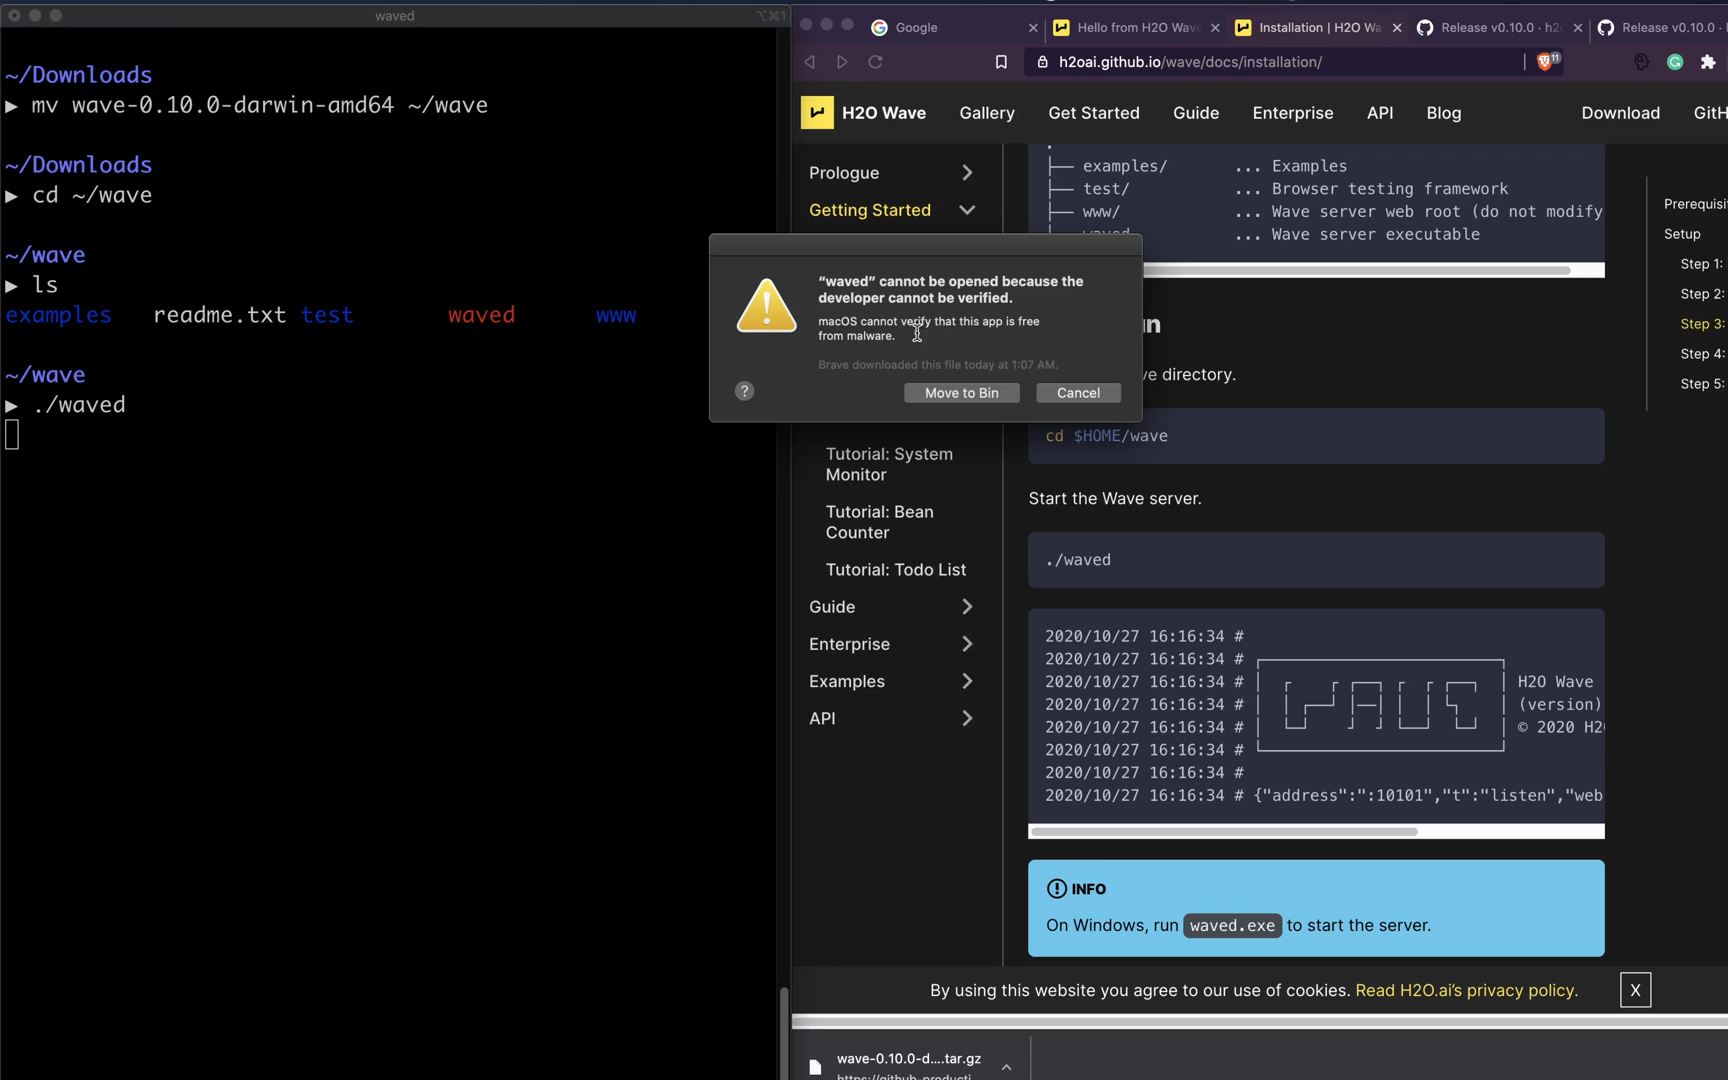 waved
⌥⌘1
~/Downloads
▶ mv wave-0.10.0-darwin-amd64 ~/wave
~/Downloads
▶ cd ~/wave
~/wave
▶ ls
examples readme.txt test waved www
~/wave
▶ ./waved
Google
Hello from H2O Wave
Installation | H2O Wa
Release v0.10.0 · h2o
Release v0.10.0 ·
h2oai.github.io/wave/docs/installation/
11
H2O Wave
Gallery
Get Started
Guide
Enterprise
API
Blog
Download
GitH
Prologue
Getting Started
Tutorial: System
Monitor
Tutorial: Bean
Counter
Tutorial: Todo List
Guide
Enterprise
Examples
API
├── examples/ ... Examples
├── test/ ... Browser testing framework
├── www/ ... Wave server web root (do not modify
... Wave server executable
“waved” cannot be opened because the
developer cannot be verified.
macOS cannot verify that this app is free
from malware.
Brave downloaded this file today at 1:07 AM.
?
Move to Bin
Cancel
directory.
cd $HOME/wave
Start the Wave server.
./waved
2020/10/27 16:16:34 #
2020/10/27 16:16:34 #
2020/10/27 16:16:34 # H2O Wave
2020/10/27 16:16:34 # (version)
2020/10/27 16:16:34 # © 2020 H2
2020/10/27 16:16:34 #
2020/10/27 16:16:34 #
2020/10/27 16:16:34 # {"address":":10101","t":"listen","web
INFO
On Windows, run waved.exe to start the server.
Prerequisi
Setup
Step 1:
Step 2:
Step 3:
Step 4:
Step 5:
By using this website you agree to our use of cookies. Read H2O.ai’s privacy policy.
X
wave-0.10.0-d....tar.gz
https://github-producti